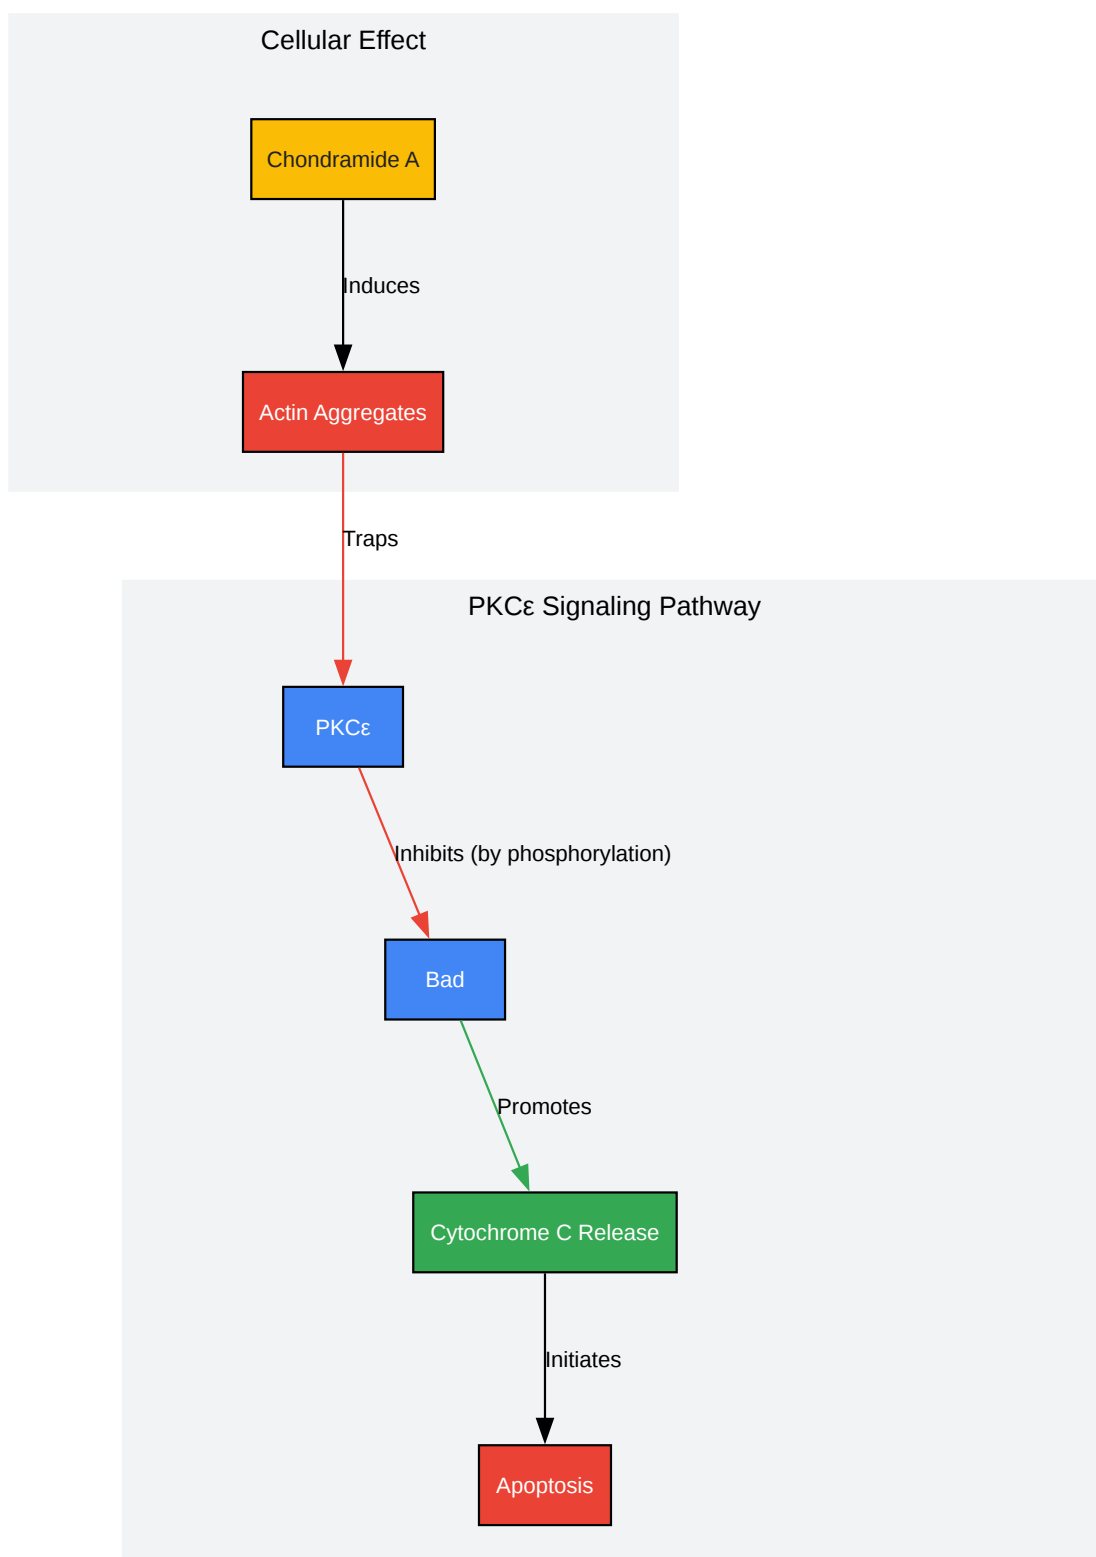 Cellular Effect
Chondramide A
Induces
Actin Aggregates
Traps
PKCε Signaling Pathway
PKCε
Inhibits (by phosphorylation)
Bad
Promotes
Cytochrome C Release
Initiates
Apoptosis